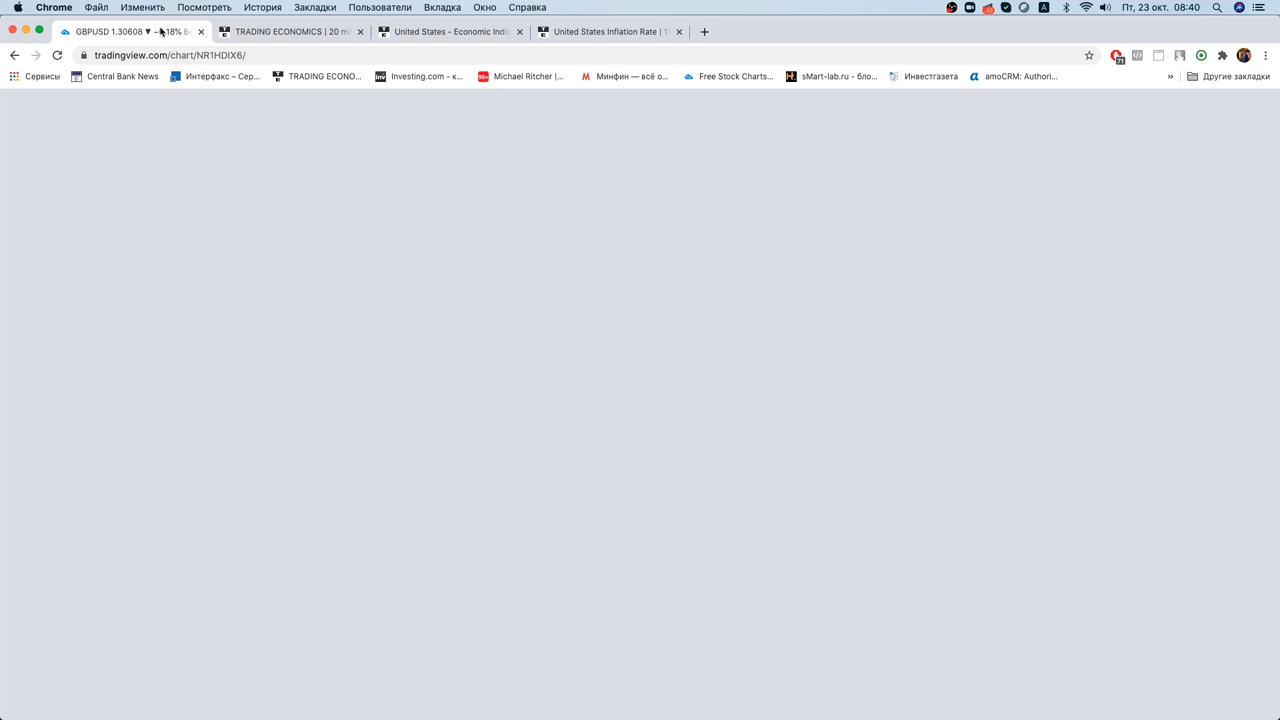 Chrome Файл Изменить Посмотреть История Закладки Пользователи Вкладка Окно Справка A Пт, 23 окт. 08:40
GBPUSD 1.30608 ▼ TRADING ECONOMICS | 20 mi United States - Economic Indic United States Inflation Rate |
tradingview.com/chart/NR1HDIX6/ 71
Сервисы Central Bank News Интерфакс – Сер... TRADING ECONO... inv Investing.com - к... 99+ Michael Ritcher |... M Минфин — всё о... Free Stock Charts... sMart-lab.ru - бло... Инвестгазета amoCRM: Authori... » Другие закладки